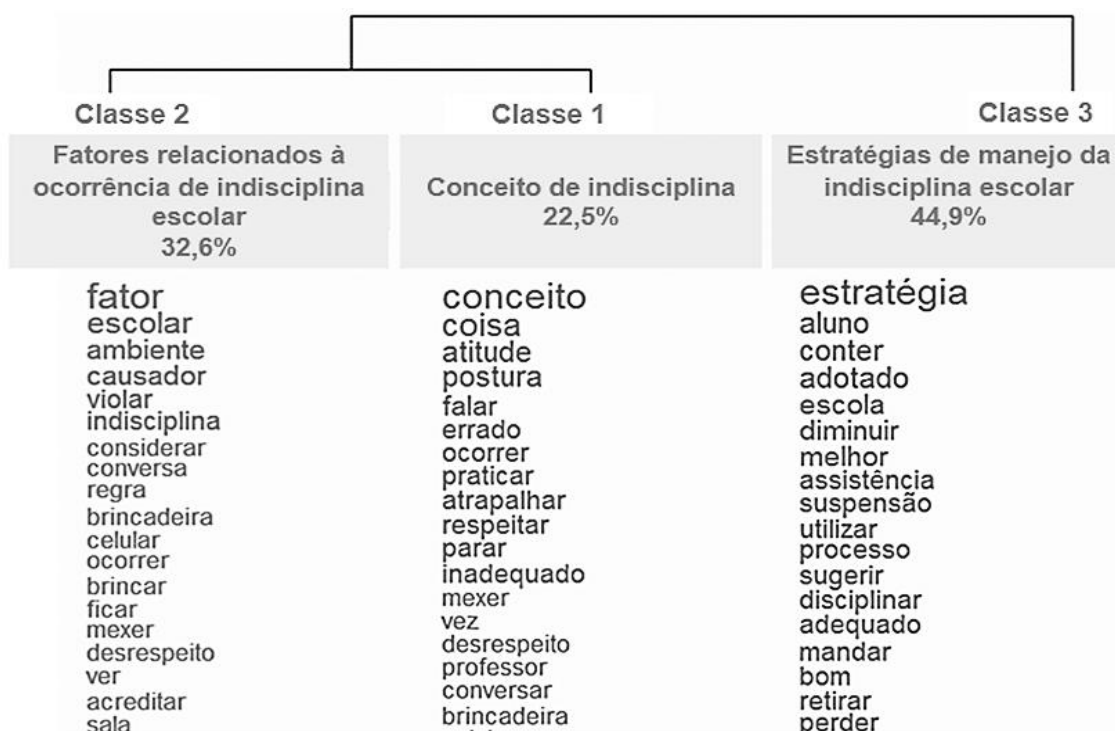 Classe 2
Fatores relacionados à
ocorrência de indisciplina
escolar
32,6%
fator
escolar
ambiente
causador
violar
indisciplina
considerar
conversa
regra
brincadeira
celular
ocorrer
brincar
ficar
mexer
desrespeito
ver
acreditar
sala
Classe 1
Conceito de indisciplina
22,5%
conceito
coisa
atitude
postura
falar
errado
ocorrer
praticar
atrapalhar
respeitar
parar
inadequado
mexer
vez
desrespeito
professor
conversar
brincadeira
Classe 3
Estratégias de manejo da
indisciplina escolar
44,9%
estratégia
aluno
conter
adotado
escola
diminuir
melhor
assistência
suspensão
utilizar
processo
sugerir
disciplinar
adequado
mandar
bom
retirar
perder